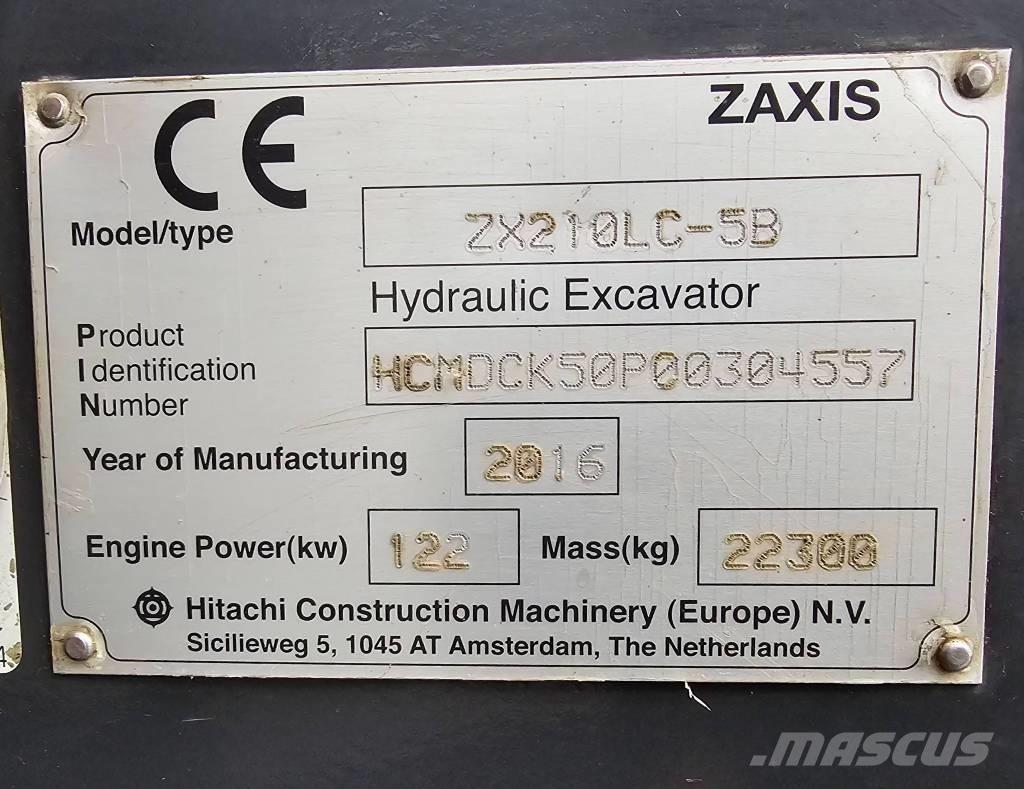 CE
ZAXIS
Model/type ZX210LC-5B
Hydraulic Excavator
Product
Identification HCMDCK50P00304557
Number
Year of Manufacturing 2016
Engine Power(kw) 122 Mass(kg) 22300
Hitachi Construction Machinery (Europe) N.V.
Sicilieweg 5, 1045 AT Amsterdam, The Netherlands
4
.MASCUS